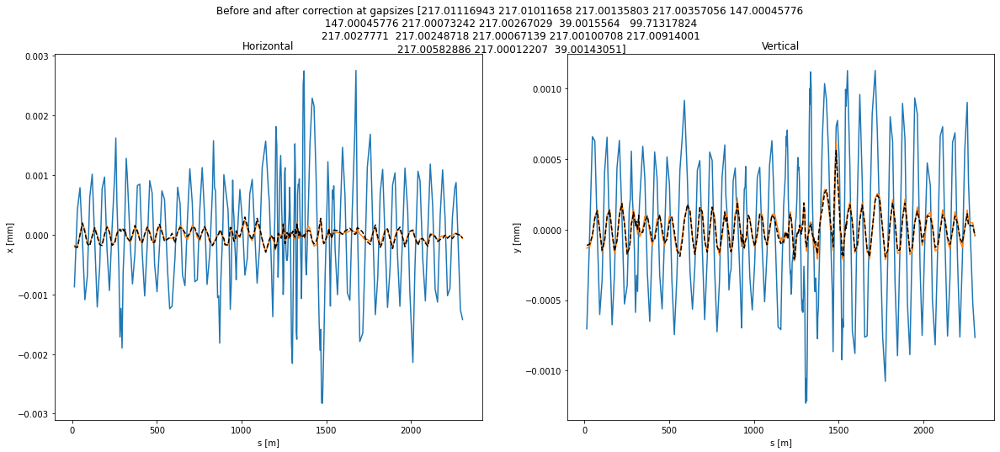 Before and after correction at gapsizes [217.01116943 217.01011658 217.00135803 217.00357056 147.00045776
147.00045776 217.00073242 217.00267029  39.0015564   99.71317824
217.0027771  217.00248718 217.00067139 217.00100708 217.00914001
217.00582886 217.00012207  39.00143051]
Horizontal
0.003
0.002
0.001
0.000
−0.001
−0.002
−0.003
x [mm]
0
500
1000
1500
2000
s [m]
Vertical
0.0010
0.0005
0.0000
−0.0005
−0.0010
y [mm]
0
500
1000
1500
2000
s [m]